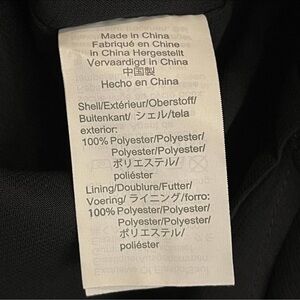 Made in China
Fabriqué en Chine
in China Hergestellt
Vervaardigd in China
中国製
Hecho en China
Shell/Extérieur/Oberstoff/
Buitenkant/ シェル/tela
exterior:
100% Polyester/Polyester/
Polyester/Polyester/
ポリエステル/
poliéster
Lining/Doublure/Futter/
Voering/ ライニング/forro:
100% Polyester/Polyester/
Polyester/Polyester/
ポリエステル/
poliéster